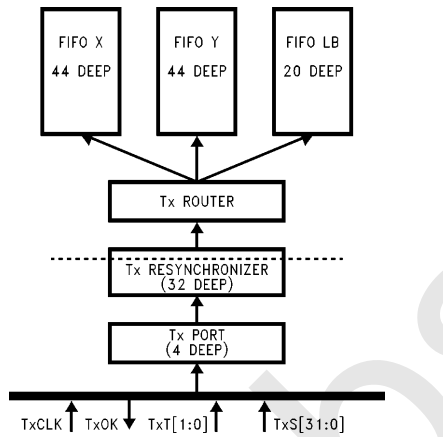 FIFO X
44 DEEP
FIFO Y
44 DEEP
FIFO LB
20 DEEP
Tx ROUTER
Tx RESYNCHRONIZER
(32 DEEP)
Tx PORT
(4 DEEP)
TxCLK TxOK TxT[1:0] TxS[31:0]